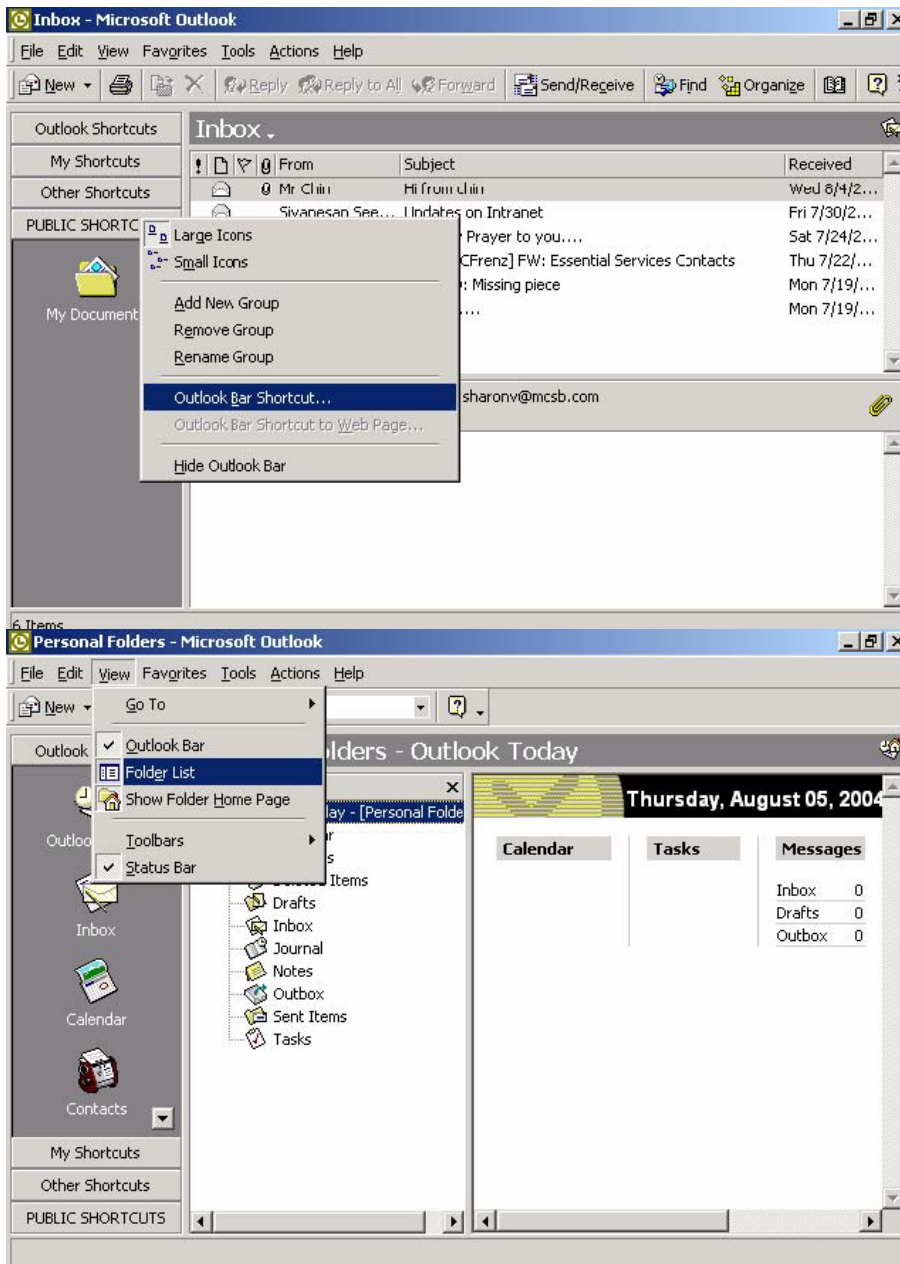 Inbox - Microsoft Outlook
File Edit View Favorites Tools Actions Help
New Reply Reply to All Forward Send/Receive Find Organize
Outlook Shortcuts
My Shortcuts
Other Shortcuts
PUBLIC SHORTC
My Document
Inbox
! From Subject Received
Mr Chin Hi from chin Wed 8/4/2...
Sivanesan See... Updates on Intranet Fri 7/30/2...
Prayer to you.... Sat 7/24/2...
CFrenz] FW: Essential Services Contacts Thu 7/22/...
: Missing piece Mon 7/19/...
.... Mon 7/19/...
Large Icons
Small Icons
Add New Group
Remove Group
Rename Group
Outlook Bar Shortcut...
Outlook Bar Shortcut to Web Page...
Hide Outlook Bar
sharonv@mcsb.com
6 Items
Personal Folders - Microsoft Outlook
File Edit View Favorites Tools Actions Help
New
Go To
Outlook Bar
Folder List
Show Folder Home Page
Toolbars
Status Bar
Outlook
Outloo
Inbox
Calendar
Contacts
My Shortcuts
Other Shortcuts
PUBLIC SHORTCUTS
lders - Outlook Today
lay - [Personal Folde
r
s
Items
Drafts
Inbox
Journal
Notes
Outbox
Sent Items
Tasks
Thursday, August 05, 2004
Calendar Tasks Messages
Inbox 0
Drafts 0
Outbox 0